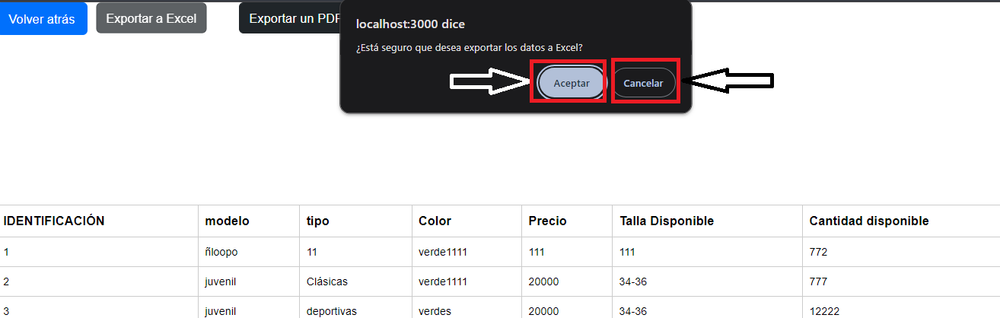 Volver atrás
Exportar a Excel
Exportar un PDF
localhost:3000 dice
¿Está seguro que desea exportar los datos a Excel?
Aceptar
Cancelar
IDENTIFICACIÓN modelo tipo Color Precio Talla Disponible Cantidad disponible
1 ñloopo 11 verde1111 111 111 772
2 juvenil Clásicas verde1111 20000 34-36 777
3 juvenil deportivas verdes 20000 34-36 12222